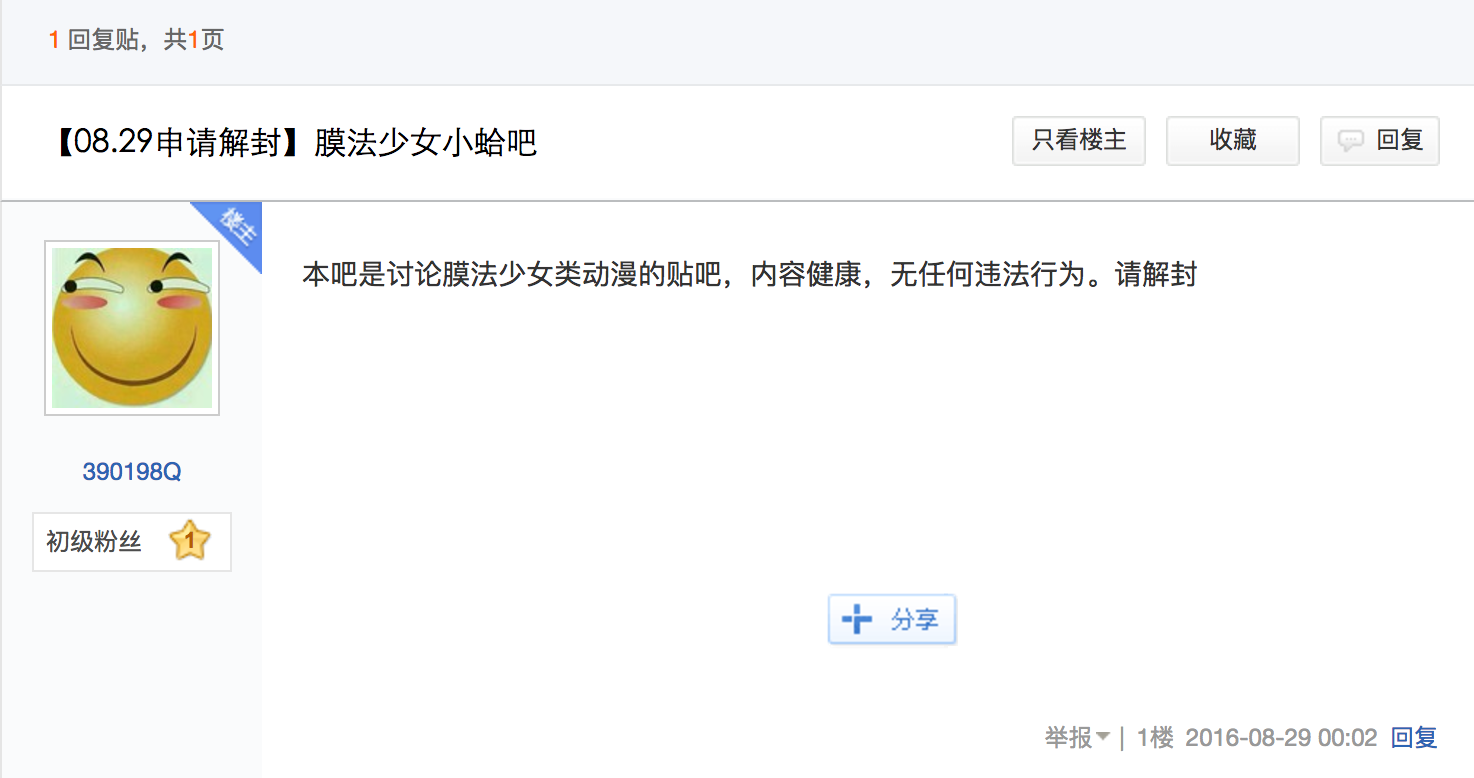 1 回复贴，共1页
【08.29申请解封】膜法少女小蛤吧
只看楼主
收藏
回复
楼主
本吧是讨论膜法少女类动漫的贴吧，内容健康，无任何违法行为。请解封
390198Q
初级粉丝 1
分享
举报 | 1楼 2016-08-29 00:02 回复